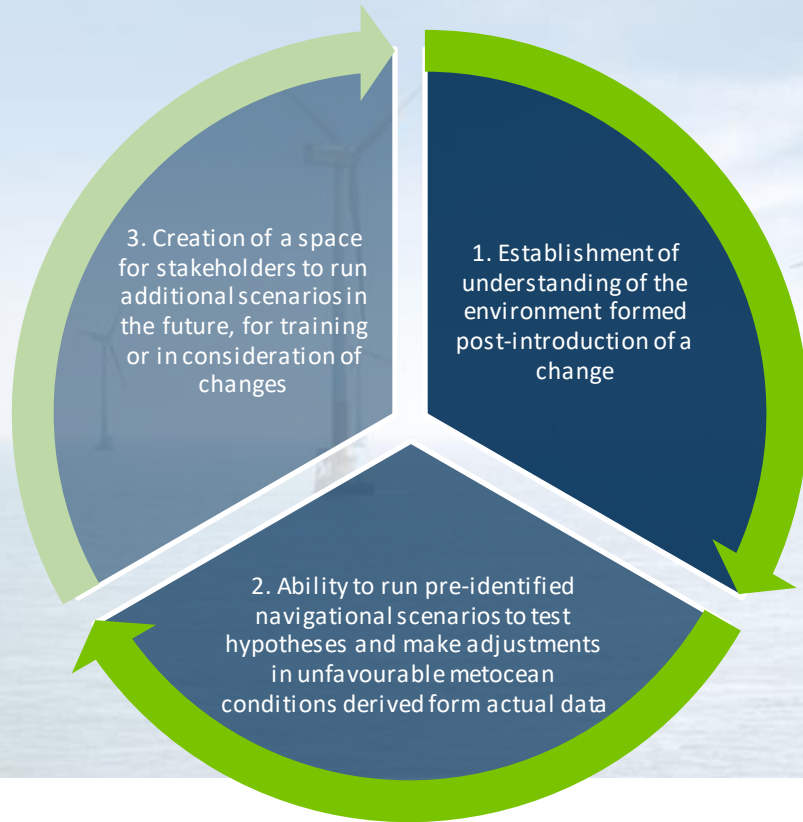 1. Establishment of
understanding of the
environment formed
post-introduction of a
change
2. Ability to run pre-identified
navigational scenarios to test
hypotheses and make adjustments
in unfavourable metocean
conditions derived form actual data
3. Creation of a space
for stakeholders to run
additional scenarios in
the future, for training
or in consideration of
changes